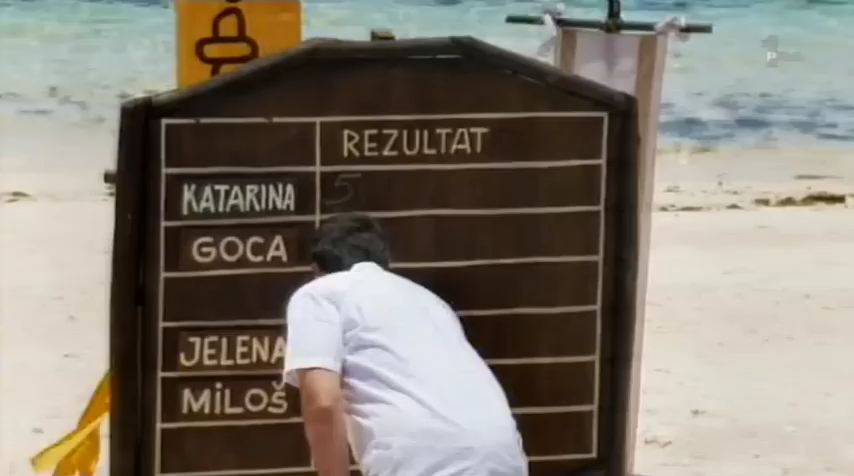 REZULTAT
KATARINA 5
GOCA
JELENA
MILOŠ